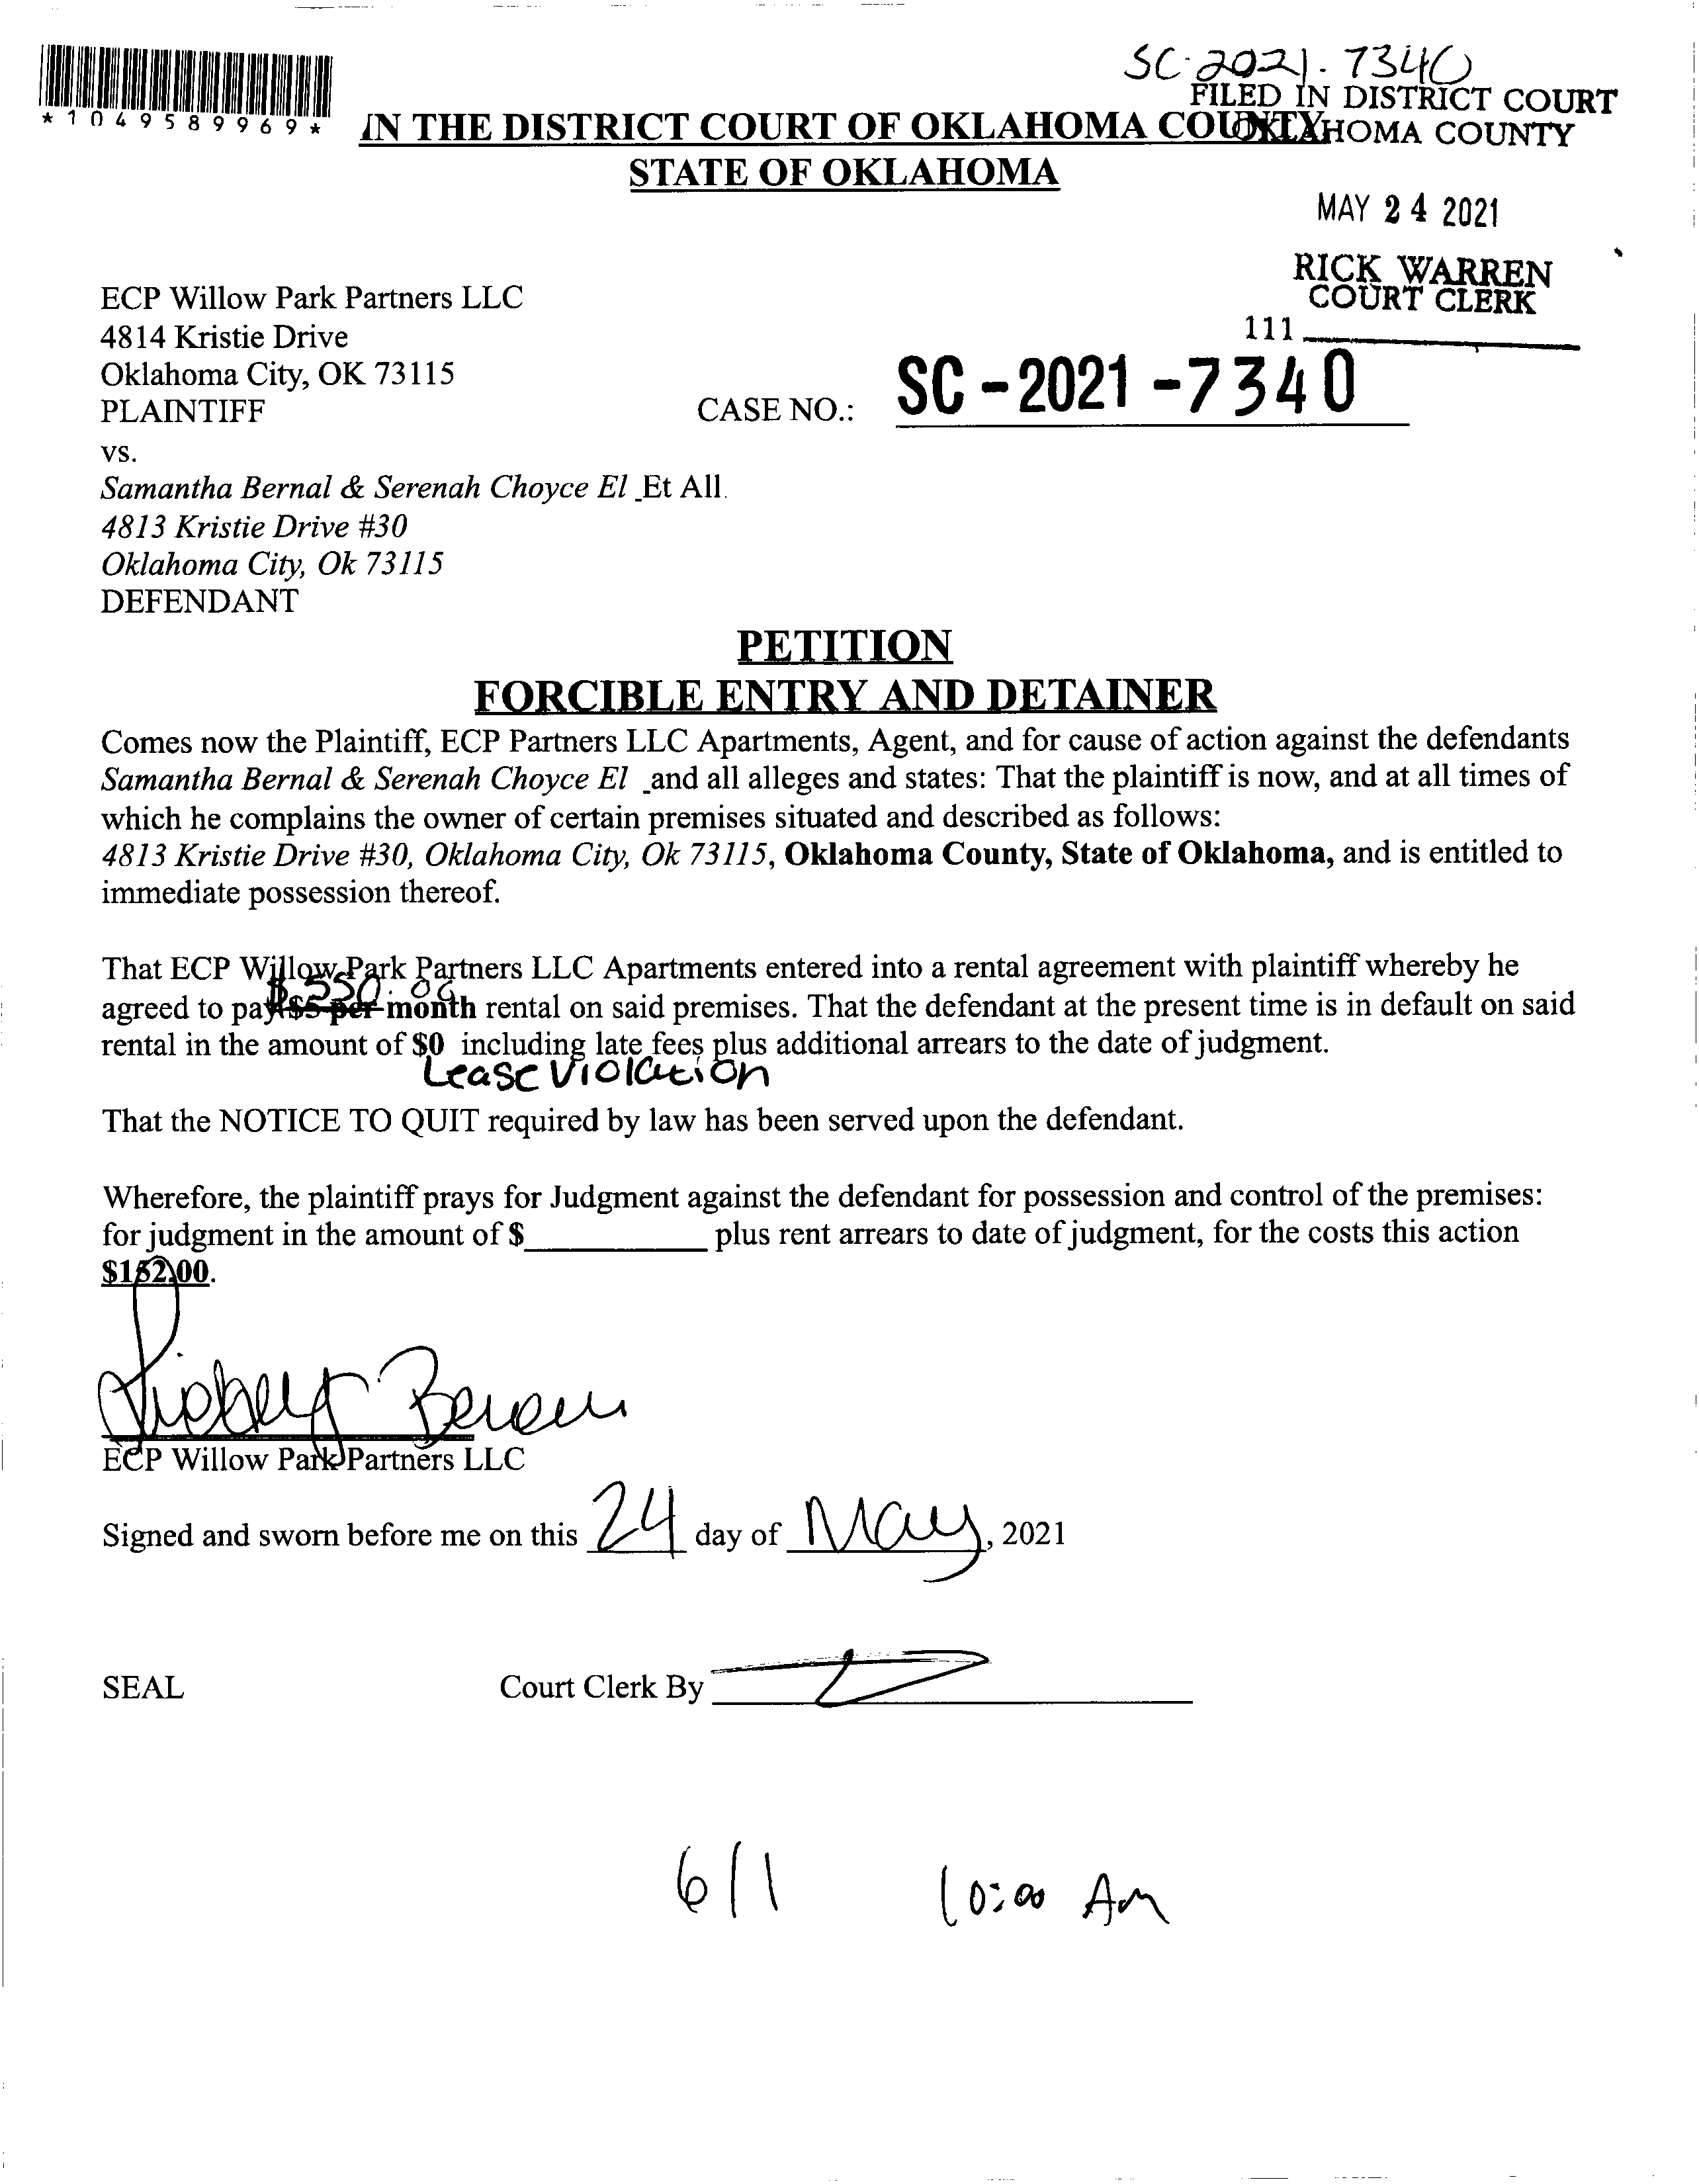 SC-2021-7340
FILED IN DISTRICT COURT
OKLAHOMA COUNTY
*1049589969*
IN THE DISTRICT COURT OF OKLAHOMA COUNTY
STATE OF OKLAHOMA
MAY 24 2021
RICK WARREN
COURT CLERK
111
ECP Willow Park Partners LLC
4814 Kristie Drive
Oklahoma City, OK 73115
PLAINTIFF
CASE NO.: SC-2021-7340
vs.
Samantha Bernal & Serenah Choyce El _Et All.
4813 Kristie Drive #30
Oklahoma City, Ok 73115
DEFENDANT
PETITION
FORCIBLE ENTRY AND DETAINER
Comes now the Plaintiff, ECP Partners LLC Apartments, Agent, and for cause of action against the defendants
Samantha Bernal & Serenah Choyce El _and all alleges and states: That the plaintiff is now, and at all times of
which he complains the owner of certain premises situated and described as follows:
4813 Kristie Drive #30, Oklahoma City, Ok 73115, Oklahoma County, State of Oklahoma, and is entitled to
immediate possession thereof.
That ECP Willow Park Partners LLC Apartments entered into a rental agreement with plaintiff whereby he
agreed to pay $5 per month rental on said premises. That the defendant at the present time is in default on said
rental in the amount of $0 including late fees plus additional arrears to the date of judgment.
Lease Violation
That the NOTICE TO QUIT required by law has been served upon the defendant.
Wherefore, the plaintiff prays for Judgment against the defendant for possession and control of the premises:
for judgment in the amount of $__________ plus rent arrears to date of judgment, for the costs this action
$152.00.
ECP Willow Park Partners LLC
Signed and sworn before me on this 24 day of May, 2021
SEAL
Court Clerk By
6/1 10:00 AM